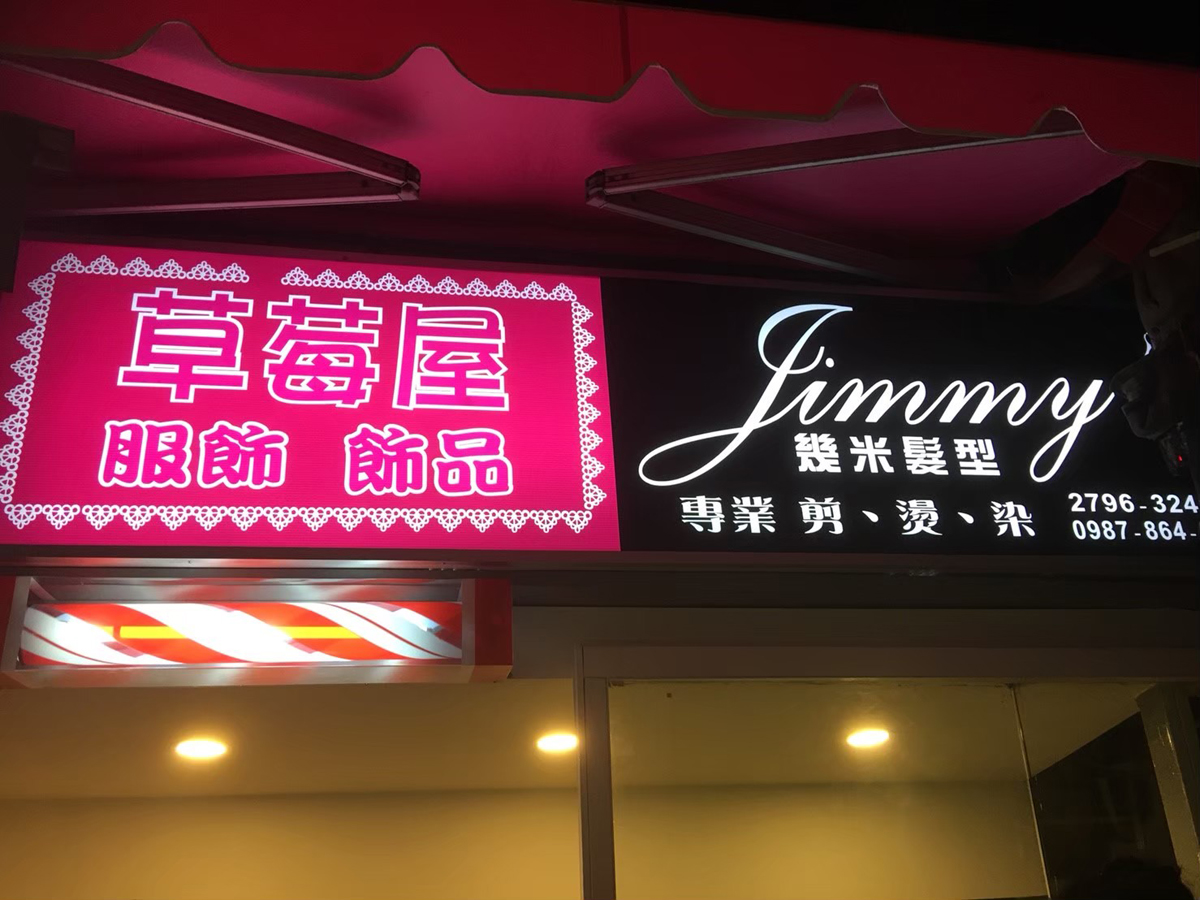 草莓屋
服飾 飾品
Jimmy
幾米髮型
專業 剪、燙、染
2796-324
0987-864-